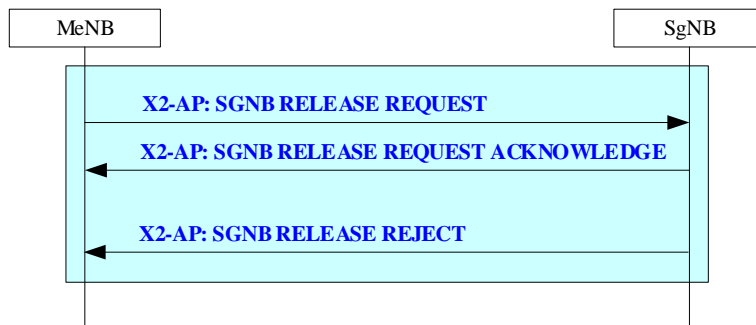 MeNB
SgNB
X2-AP: SGNB RELEASE REQUEST
X2-AP: SGNB RELEASE REQUEST ACKNOWLEDGE
X2-AP: SGNB RELEASE REJECT